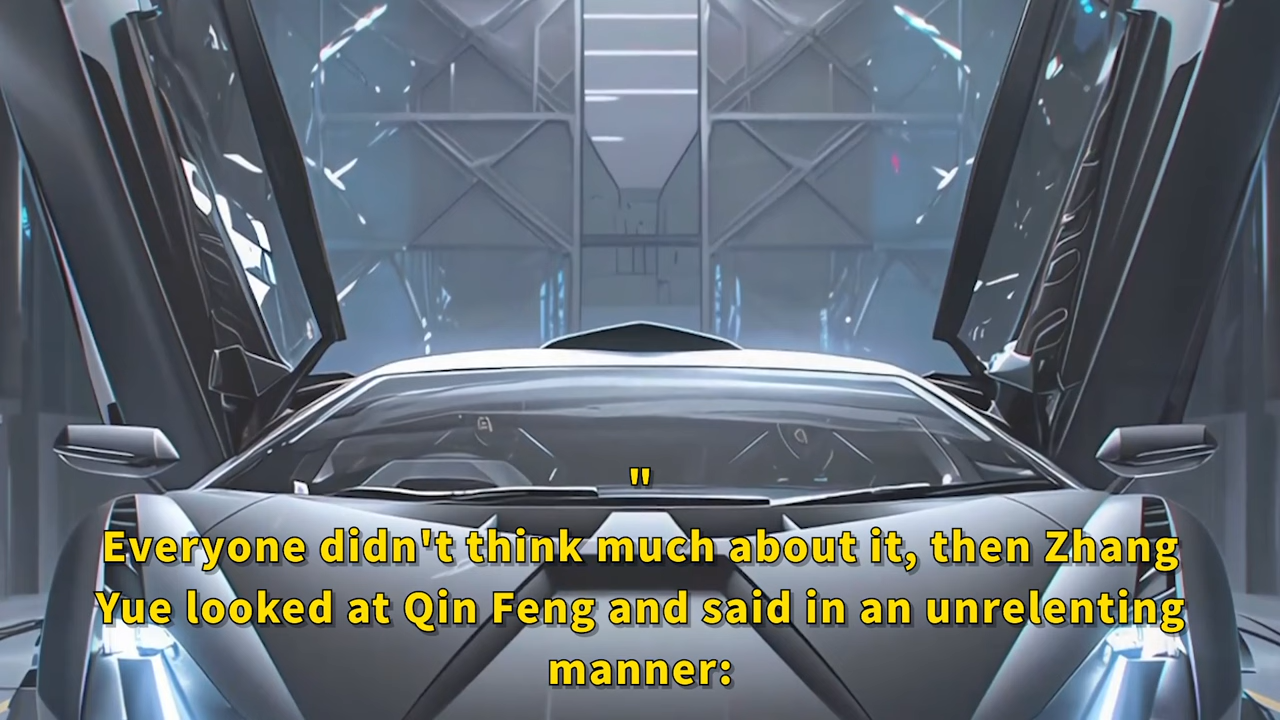 "
Everyone didn't think much about it, then Zhang
Yue looked at Qin Feng and said in an unrelenting
manner: